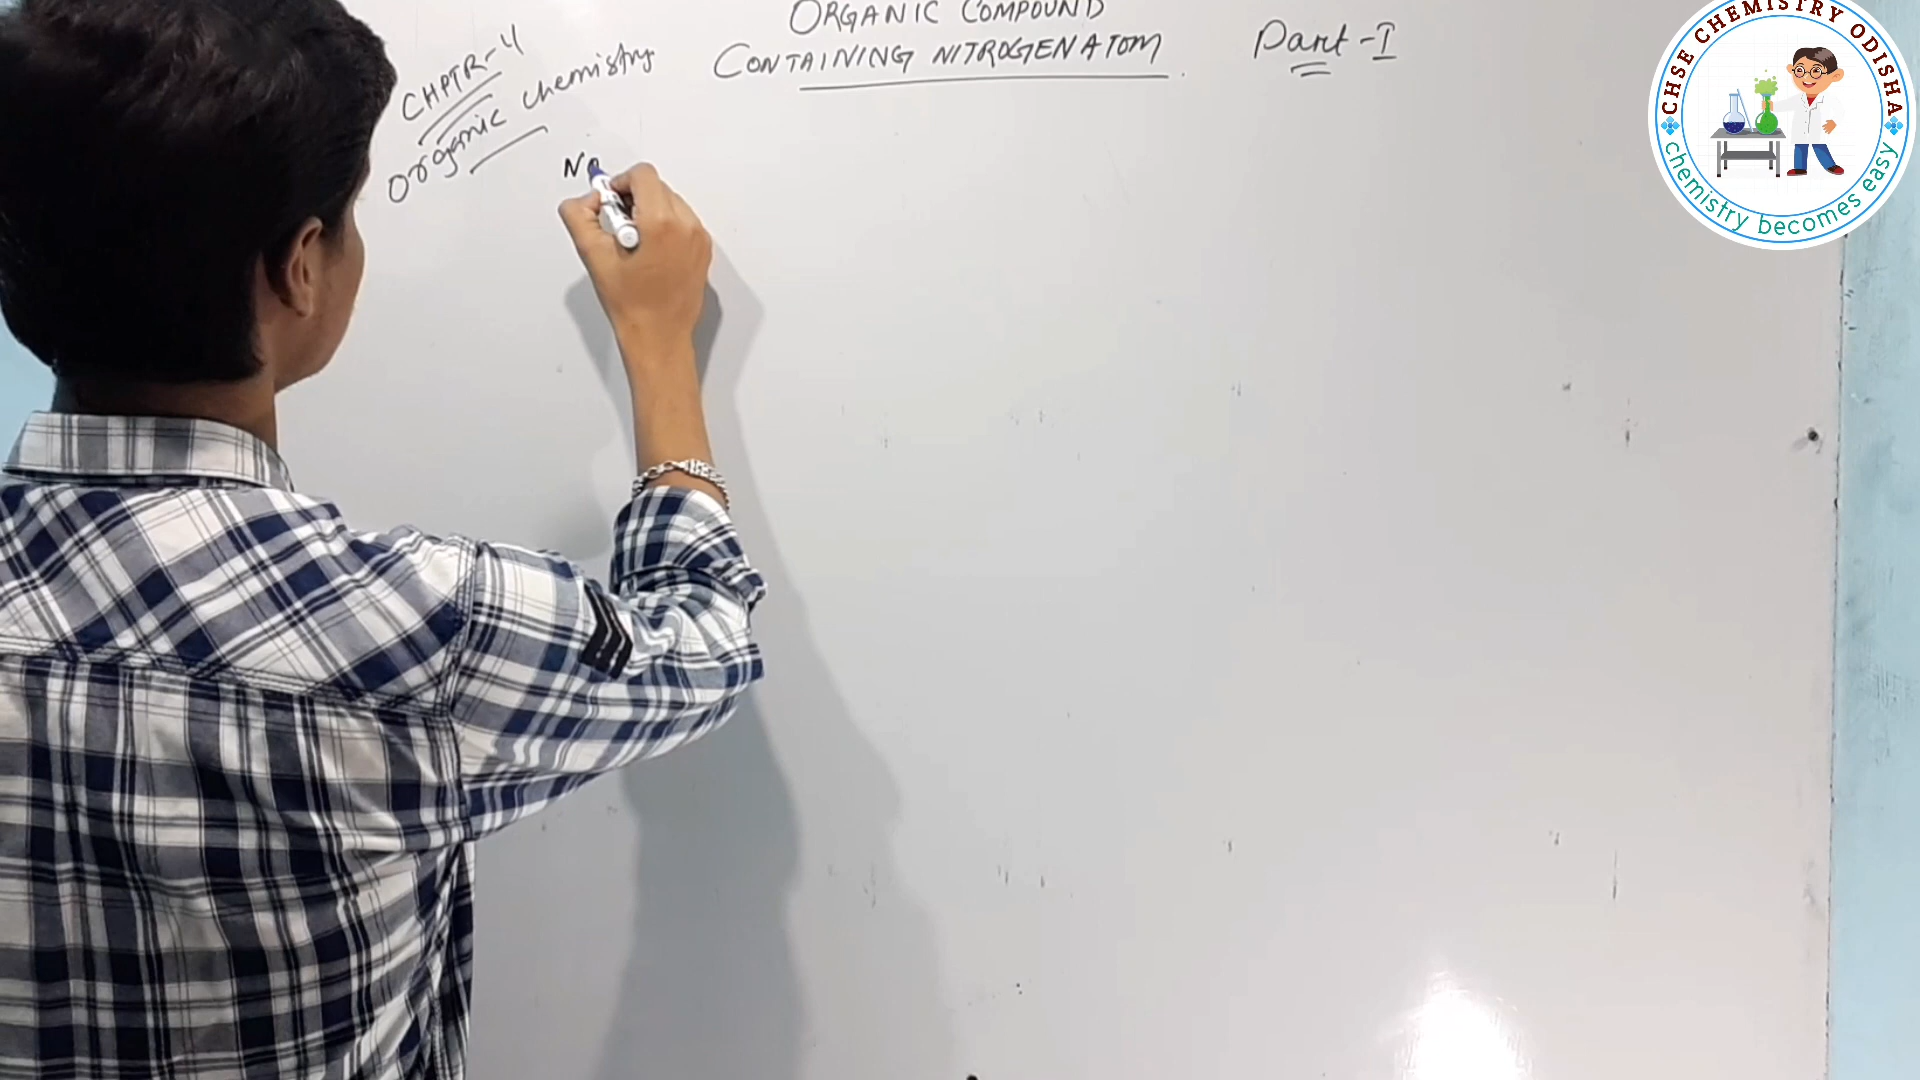 ORGANIC COMPOUND
CONTAINING NITROGEN ATOM.
Part-I
CHPTR-4
Organic chemistry
CHSE CHEMISTRY ODISHA
chemistry becomes easy